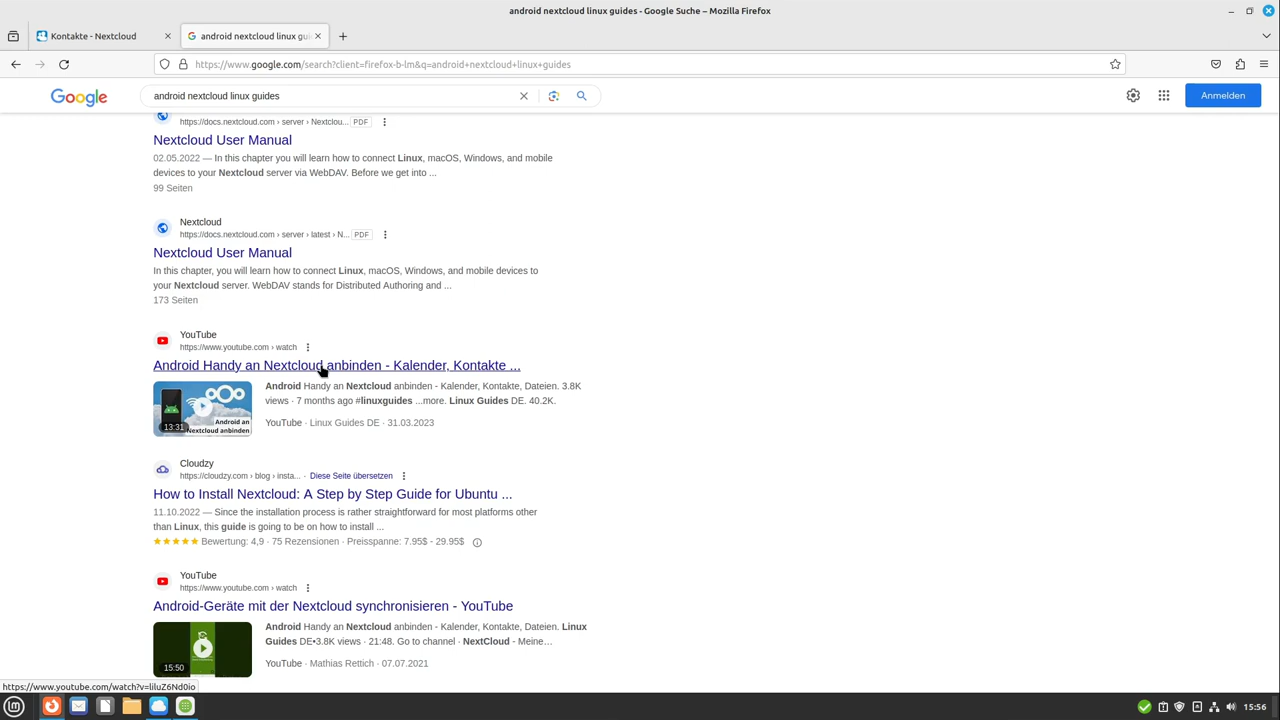 android nextcloud linux guides - Google Suche – Mozilla Firefox
Kontakte - Nextcloud
android nextcloud linux gui
https://www.google.com/search?client=firefox-b-lm&q=android+nextcloud+linux+guides
Google
android nextcloud linux guides
Anmelden
https://docs.nextcloud.com › server › Nextclou... PDF
Nextcloud User Manual
02.05.2022 — In this chapter you will learn how to connect Linux, macOS, Windows, and mobile
devices to your Nextcloud server via WebDAV. Before we get into ...
99 Seiten
Nextcloud
https://docs.nextcloud.com › server › latest › N... PDF
Nextcloud User Manual
In this chapter, you will learn how to connect Linux, macOS, Windows, and mobile devices to
your Nextcloud server. WebDAV stands for Distributed Authoring and ...
173 Seiten
YouTube
https://www.youtube.com › watch
Android Handy an Nextcloud anbinden - Kalender, Kontakte ...
Android Handy an Nextcloud anbinden - Kalender, Kontakte, Dateien. 3.8K
views · 7 months ago #linuxguides ...more. Linux Guides DE. 40.2K.
YouTube · Linux Guides DE · 31.03.2023
Android an
Nextcloud anbinden
13:31
Cloudzy
https://cloudzy.com › blog › insta... · Diese Seite übersetzen
How to Install Nextcloud: A Step by Step Guide for Ubuntu ...
11.10.2022 — Since the installation process is rather straightforward for most platforms other
than Linux, this guide is going to be on how to install ...
Bewertung: 4,9 · 75 Rezensionen · Preisspanne: 7.95$ - 29.95$
YouTube
https://www.youtube.com › watch
Android-Geräte mit der Nextcloud synchronisieren - YouTube
Android Handy an Nextcloud anbinden - Kalender, Kontakte, Dateien. Linux
Guides DE•3.8K views · 21:48. Go to channel · NextCloud - Meine…
YouTube · Mathias Rettich · 07.07.2021
15:50
https://www.youtube.com/watch?v=liluZ6Nd0io
15:56